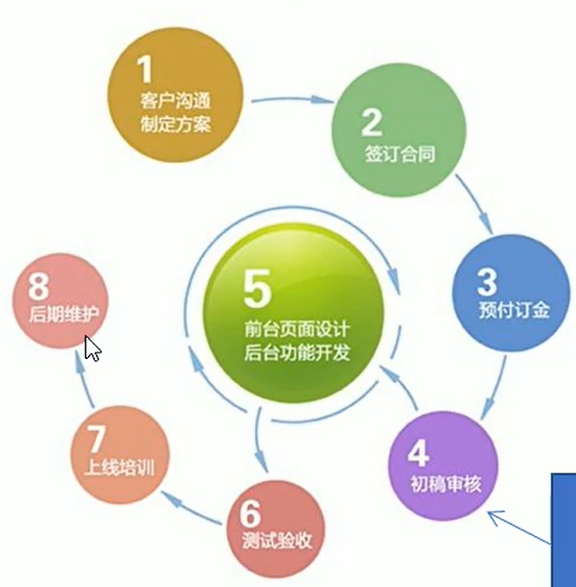 1
客户沟通
制定方案
2
签订合同
3
预付订金
4
初稿审核
5
前台页面设计
后台功能开发
6
测试验收
7
上线培训
8
后期维护